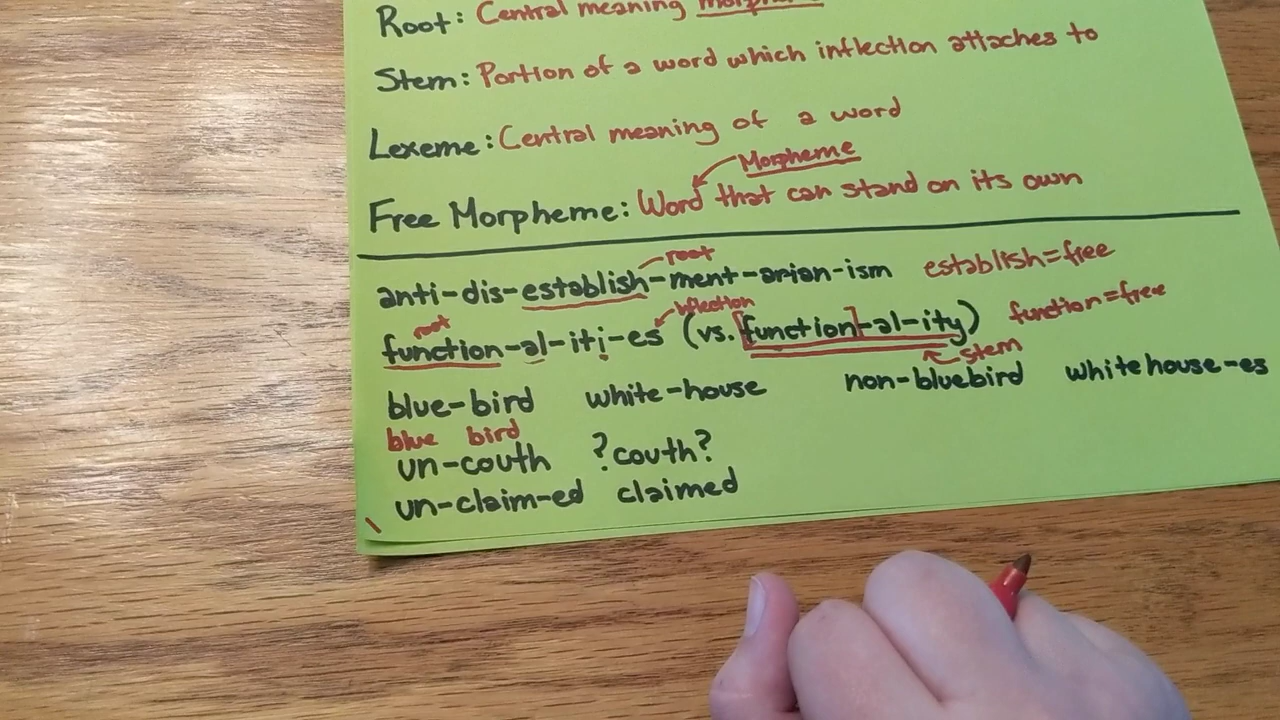 Root: Central meaning morpheme
Stem: Portion of a word which inflection attaches to
Lexeme: Central meaning of a word
Morpheme
Free Morpheme: Word that can stand on its own
root
anti-dis-establish-ment-arian-ism establish=free
root inflection
function-al-iti-es (vs. function-al-ity) function=free
stem
blue-bird white-house non-bluebird whitehouse-es
blue bird
un-couth ?couth?
un-claim-ed claimed